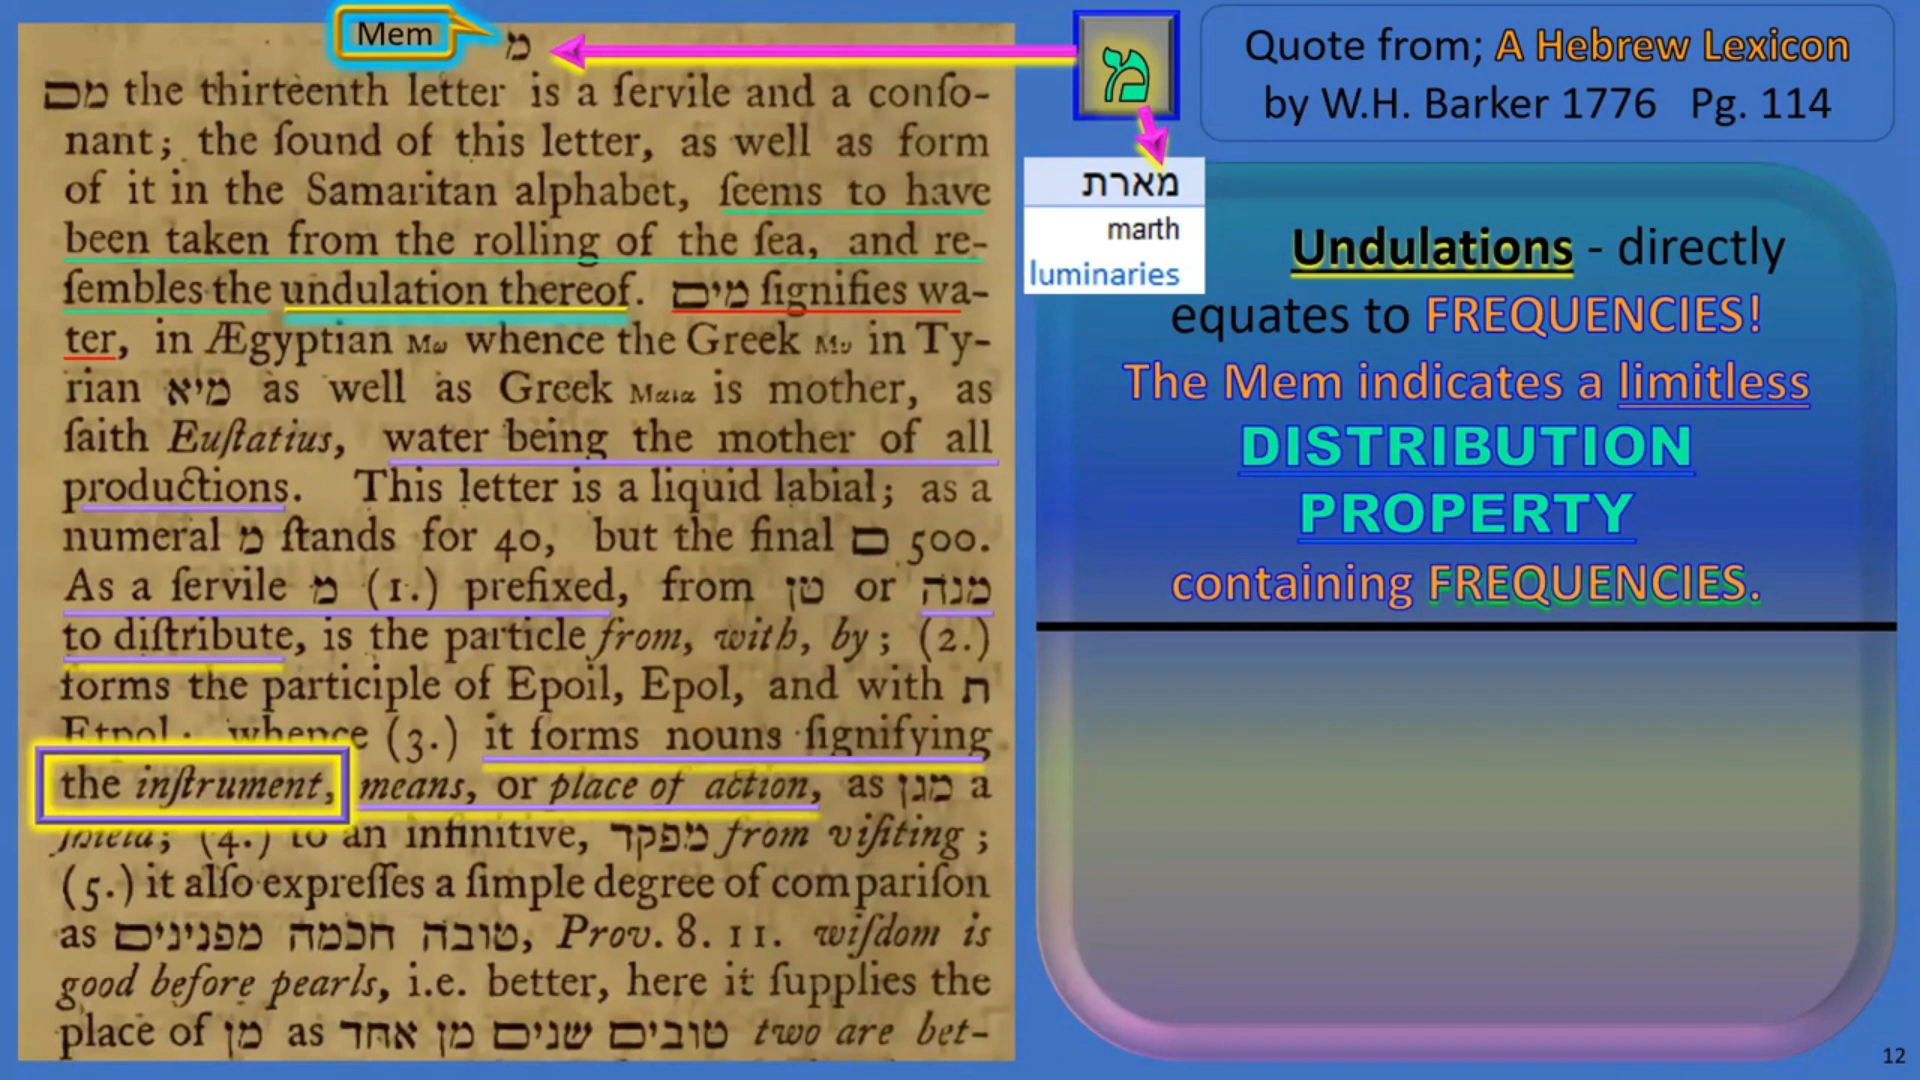 Mem
מ
מם the thirteenth letter is a ſervile and a conſo-
nant; the ſound of this letter, as well as form
of it in the Samaritan alphabet, ſeems to have
been taken from the rolling of the ſea, and re-
ſembles the undulation thereof. מים ſignifies wa-
ter, in Ægyptian Μω whence the Greek Μυ in Ty-
rian מיא as well as Greek Μαια is mother, as
ſaith Euſtatius, water being the mother of all
productions. This letter is a liquid labial; as a
numeral מ ſtands for 40, but the final ם 500.
As a ſervile מ (1.) prefixed, from מן or מנה
to diſtribute, is the particle from, with, by; (2.)
forms the participle of Epoil, Epol, and with ת
Etpol; whence (3.) it forms nouns ſignifying
the inſtrument, means, or place of action, as מגן a
ſhield; (4.) to an infinitive, מפקד from viſiting;
(5.) it alſo expreſſes a ſimple degree of compariſon
as טובה חכמה מפנינים, Prov. 8. 11. wiſdom is
good before pearls, i.e. better, here it ſupplies the
place of מן as טובים שנים מן אחד two are bet-
מ
מארת
marth
luminaries
Quote from; A Hebrew Lexicon
by W.H. Barker 1776 Pg. 114
Undulations - directly
equates to FREQUENCIES!
The Mem indicates a limitless
DISTRIBUTION
PROPERTY
containing FREQUENCIES.
12